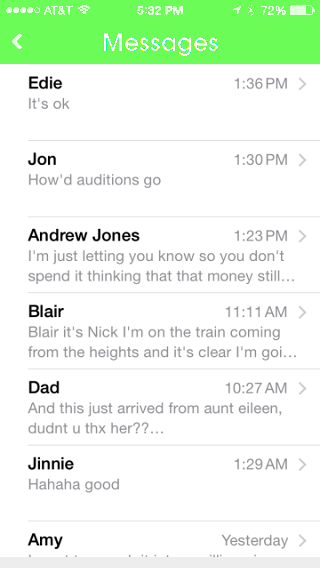 AT&T 5:32 PM 72%
Messages
Edie 1:36 PM
It's ok
Jon 1:30 PM
How'd auditions go
Andrew Jones 1:23 PM
I'm just letting you know so you don't
spend it thinking that that money still...
Blair 11:11 AM
Blair it's Nick I'm on the train coming
from the heights and it's clear I'm goi...
Dad 10:27 AM
And this just arrived from aunt eileen,
dudnt u thx her??...
Jinnie 1:29 AM
Hahaha good
Amy Yesterday